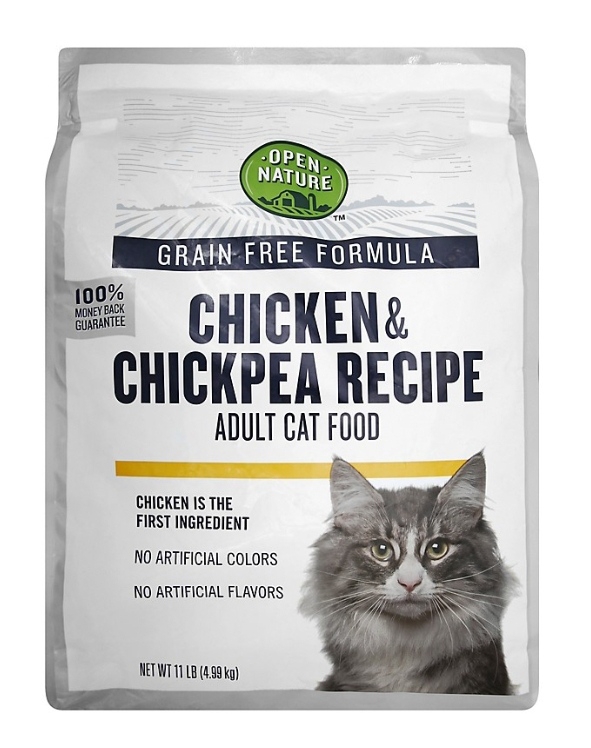 ·OPEN·
NATURE
TM
GRAIN FREE FORMULA
100%
MONEY BACK
GUARANTEE
CHICKEN &
CHICKPEA RECIPE
ADULT CAT FOOD
CHICKEN IS THE
FIRST INGREDIENT
NO ARTIFICIAL COLORS
NO ARTIFICIAL FLAVORS
NET WT 11 LB (4.99 kg)